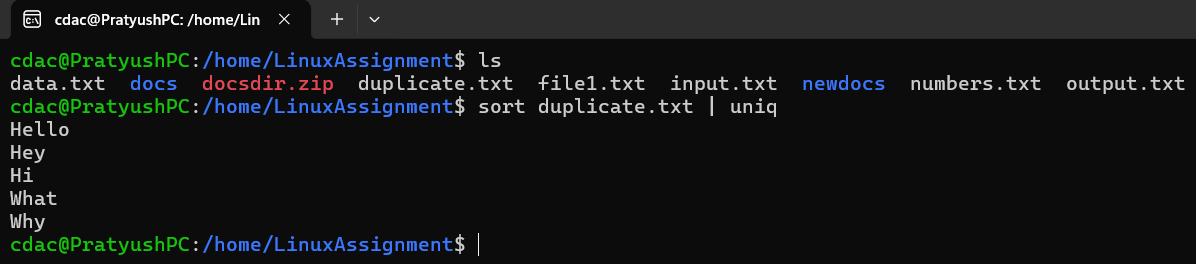 cdac@PratyushPC: /home/Lin
cdac@PratyushPC:/home/LinuxAssignment$ ls
data.txt docs docsdir.zip duplicate.txt file1.txt input.txt newdocs numbers.txt output.txt
cdac@PratyushPC:/home/LinuxAssignment$ sort duplicate.txt | uniq
Hello
Hey
Hi
What
Why
cdac@PratyushPC:/home/LinuxAssignment$